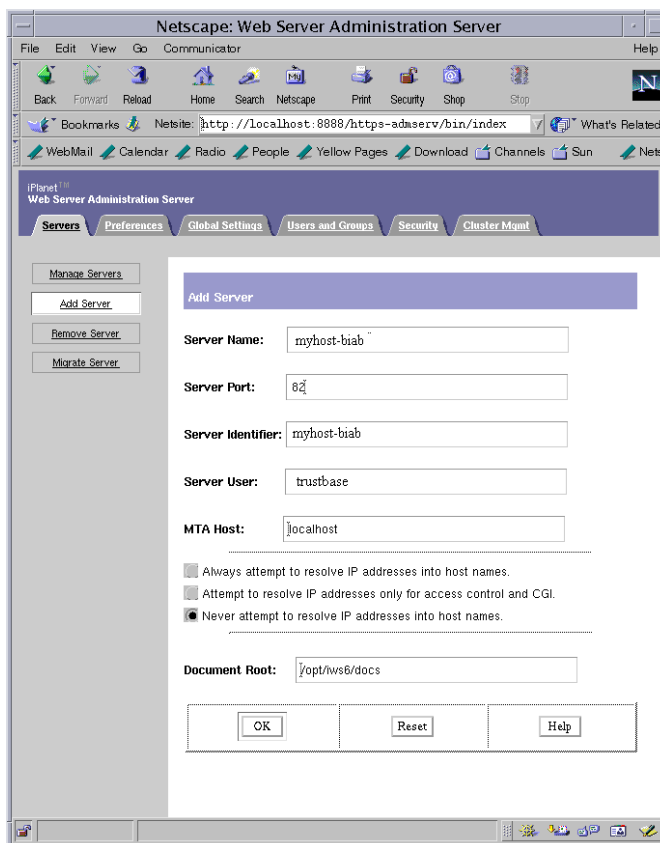 Netscape: Web Server Administration Server
File Edit View Go Communicator Help
Back Forward Reload Home Search Netscape Print Security Shop Stop
My
N
Bookmarks Netsite: http://localhost:8888/https-admserv/bin/index What's Related
WebMail Calendar Radio People Yellow Pages Download Channels Sun Nets
iPlanet™
Web Server Administration Server
Servers Preferences Global Settings Users and Groups Security Cluster Mgmt
Manage Servers
Add Server
Remove Server
Migrate Server
Add Server
Server Name: myhost-biab
Server Port: 82
Server Identifier: myhost-biab
Server User: trustbase
MTA Host: localhost
Always attempt to resolve IP addresses into host names.
Attempt to resolve IP addresses only for access control and CGI.
Never attempt to resolve IP addresses into host names.
Document Root: /opt/iws6/docs
OK Reset Help